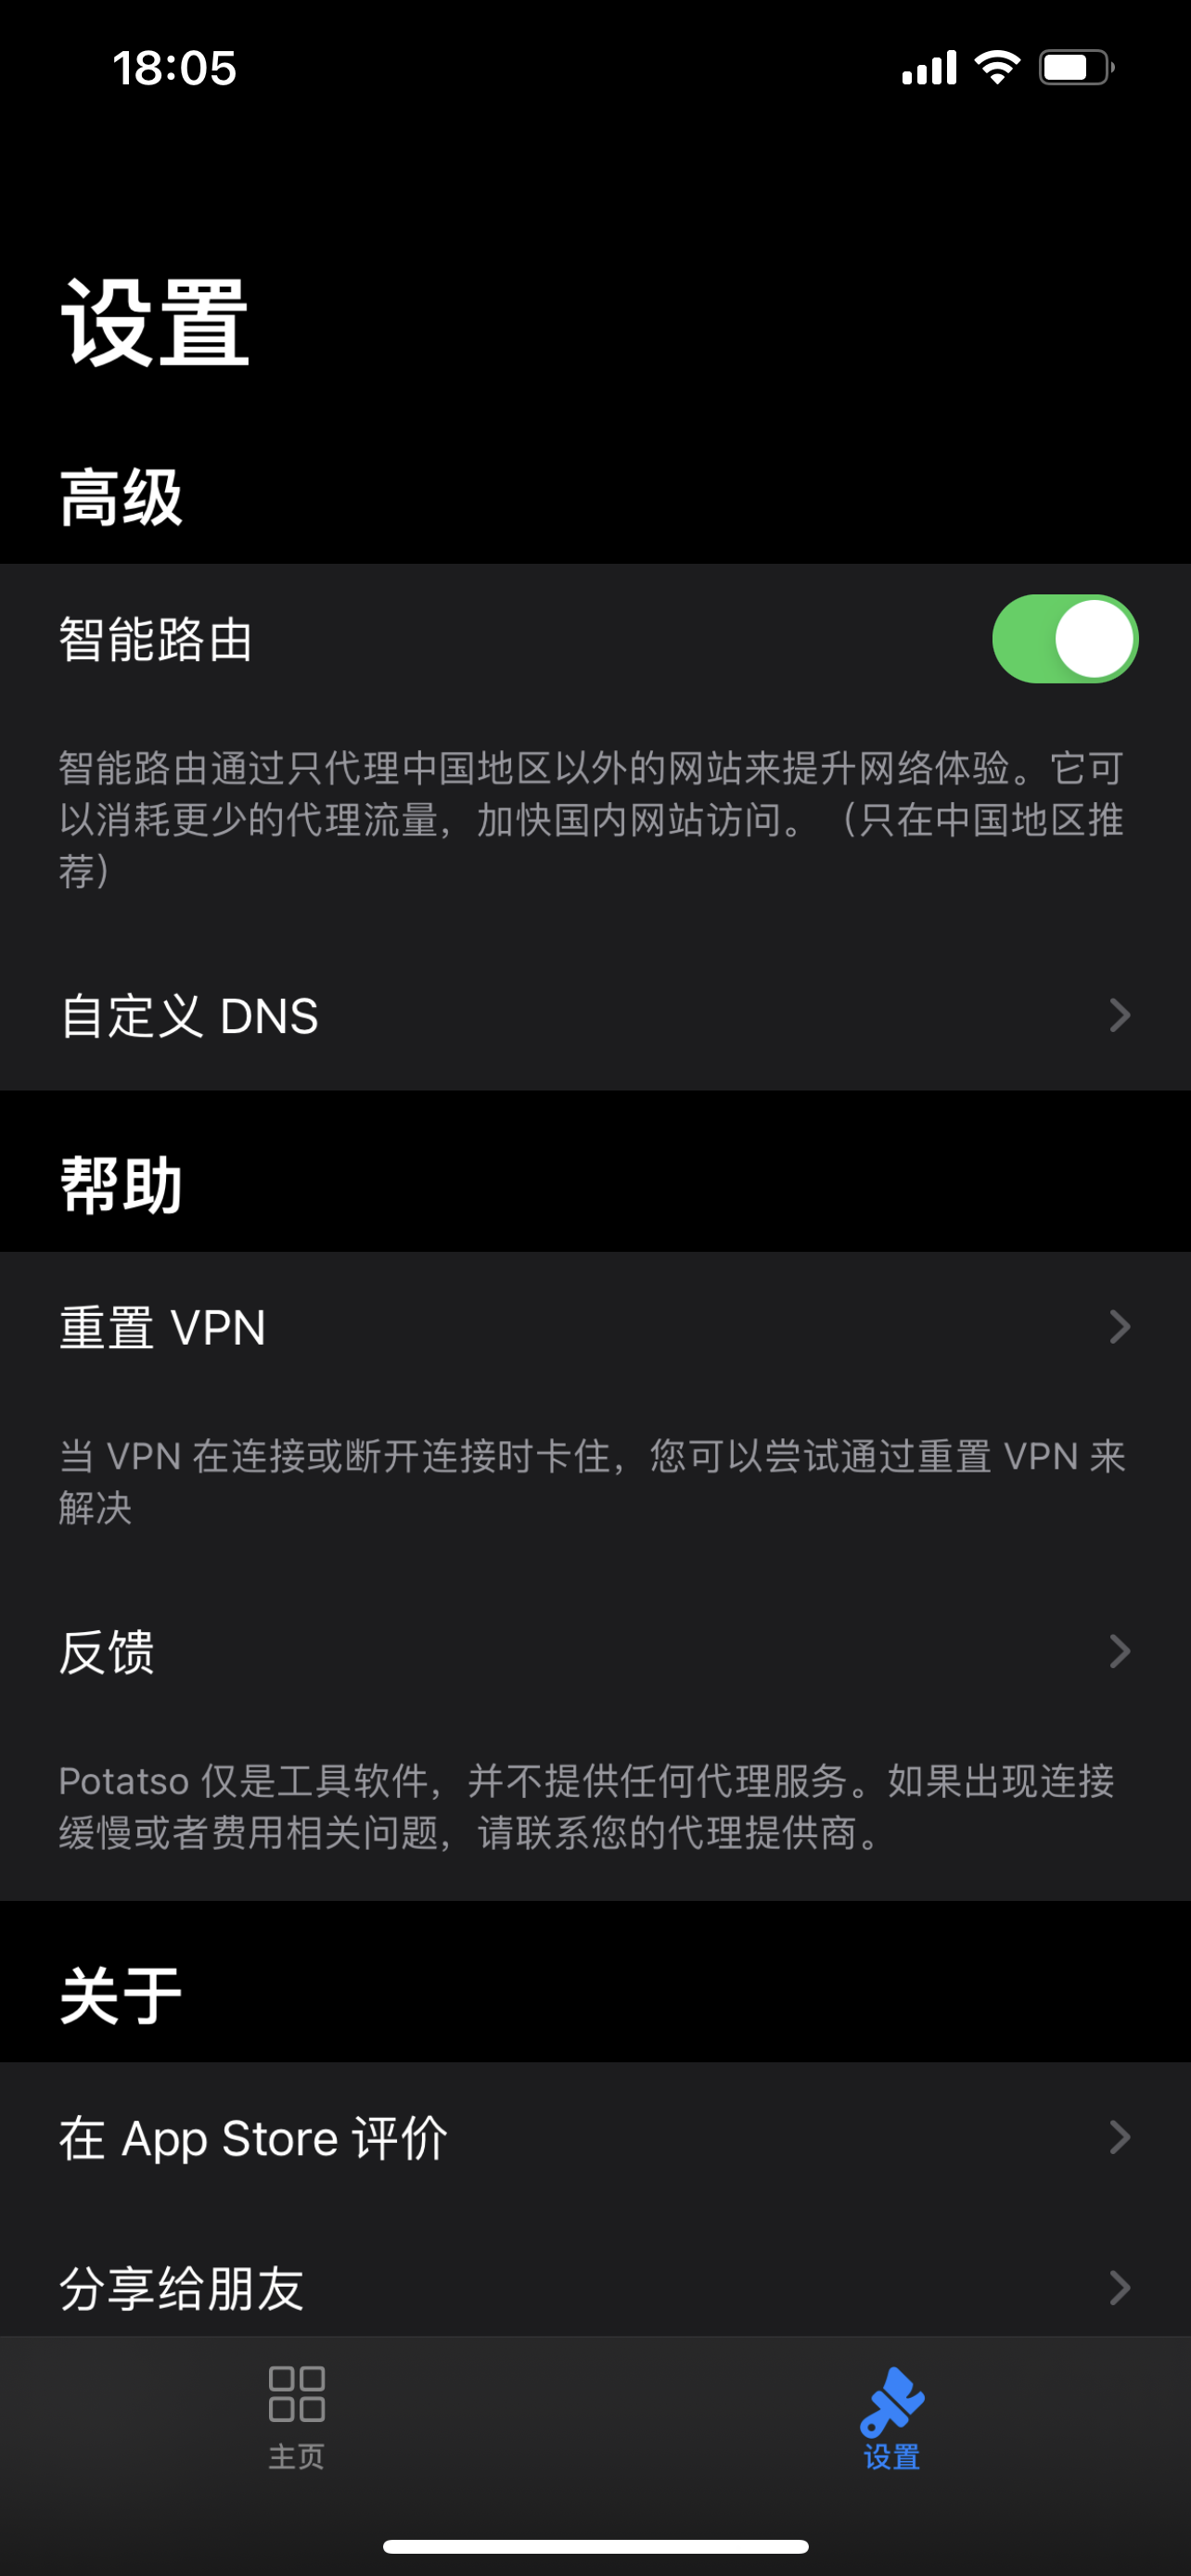 18:05
设置
高级
智能路由
智能路由通过只代理中国地区以外的网站来提升网络体验。它可
以消耗更少的代理流量，加快国内网站访问。（只在中国地区推
荐）
自定义 DNS
帮助
重置 VPN
当 VPN 在连接或断开连接时卡住，您可以尝试通过重置 VPN 来
解决
反馈
Potatso 仅是工具软件，并不提供任何代理服务。如果出现连接
缓慢或者费用相关问题，请联系您的代理提供商。
关于
在 App Store 评价
分享给朋友
主页
设置